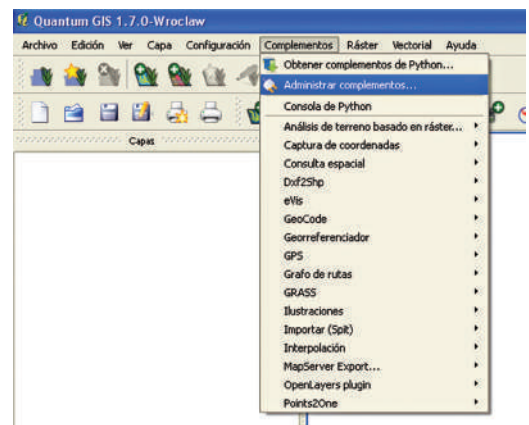 Quantum GIS 1.7.0-Wroclaw
Archivo Edición Ver Capa Configuración Complementos Ráster Vectorial Ayuda
Obtener complementos de Python...
Administrar complementos...
Consola de Python
Capas
Análisis de terreno basado en ráster...
Captura de coordenadas
Consulta espacial
Dxf2Shp
eVis
GeoCode
Georreferenciador
GPS
Grafo de rutas
GRASS
Ilustraciones
Importar (Spit)
Interpolación
MapServer Export...
OpenLayers plugin
Points2One